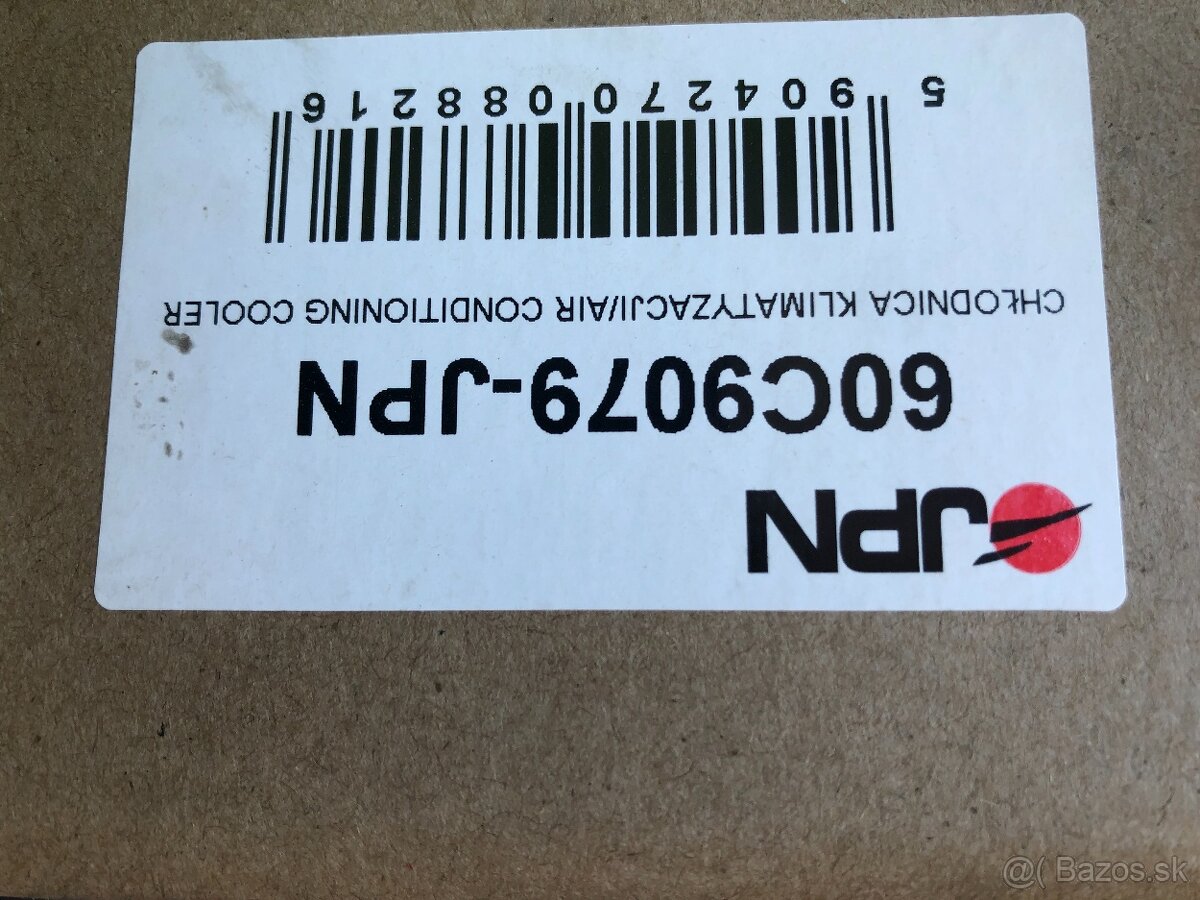 JPN
60C9079-JPN
CHŁODNICA KLIMATYZACJI/AIR CONDITIONING COOLER
5 904270 088216
@( Bazos.sk